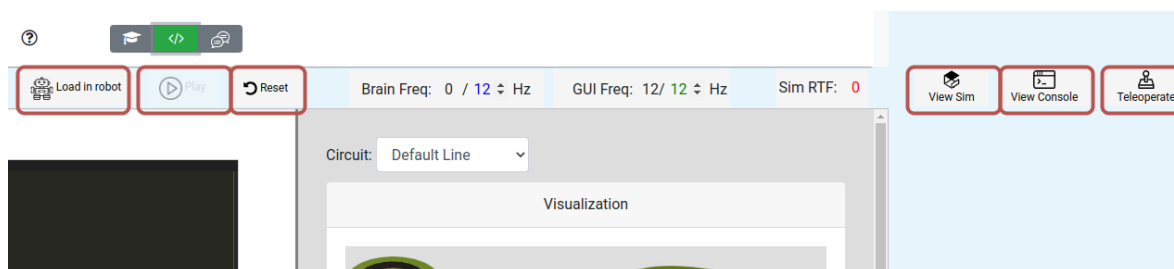 Load in robot
Play
Reset
Brain Freq: 0 / 12 Hz
GUI Freq: 12/ 12 Hz
Sim RTF: 0
View Sim
View Console
Teleoperate
Circuit: Default Line
Visualization